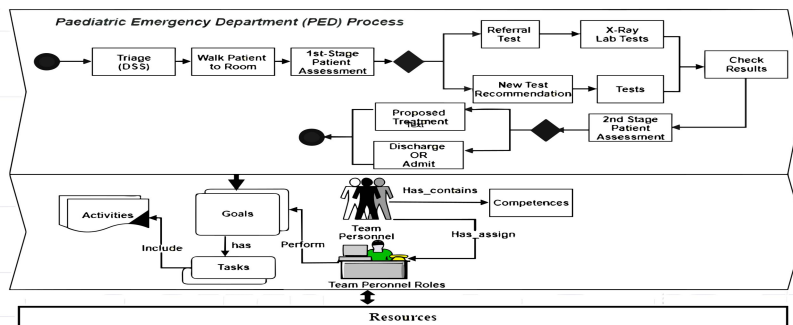 Paediatric Emergency Department (PED) Process
Triage
(DSS)
Walk Patient
to Room
1st-Stage
Patient
Assessment
Referral
Test
X-Ray
Lab Tests
New Test
Recommendation
Tests
Check
Results
2nd Stage
Patient
Assessment
Proposed
Treatment
Text
Discharge
OR
Admit
Activities
Goals
Include
has
Tasks
Perform
Team
Personnel
Has_contains
Competences
Has_assign
Team Peronnel Roles
Resources